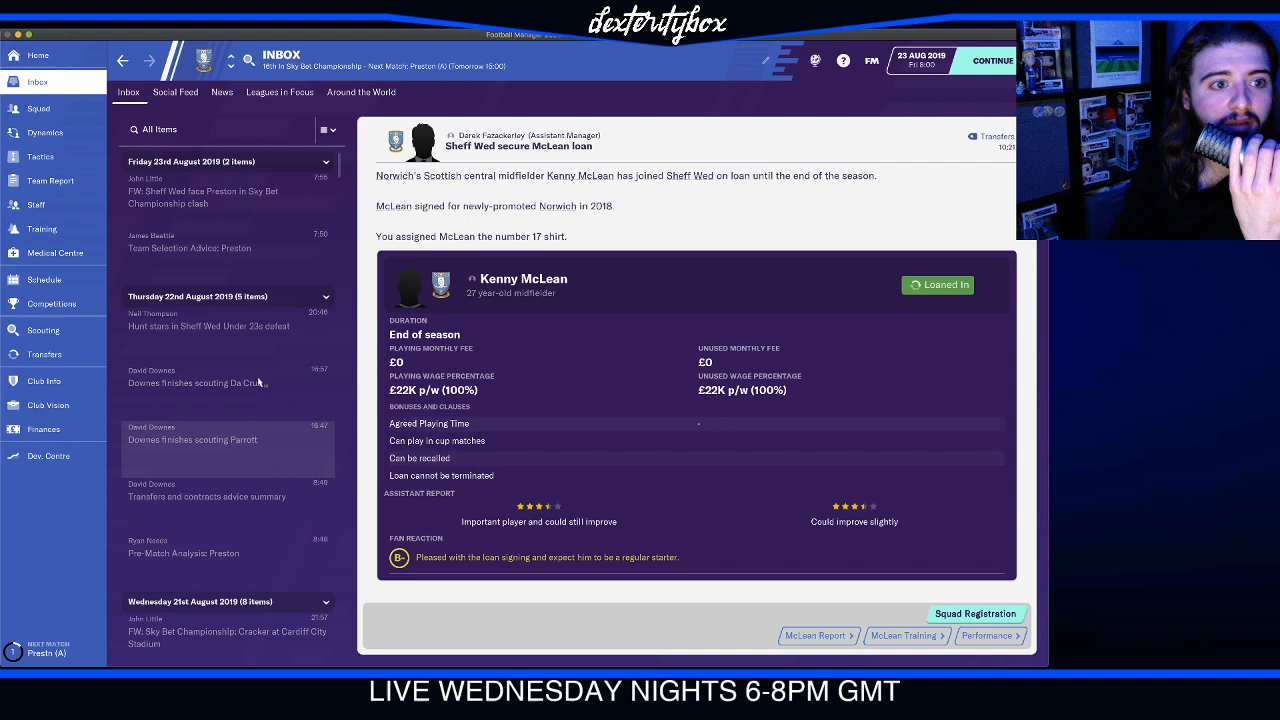 dexteritybox
Football Manager 20
Home
Inbox
Squad
Dynamics
Tactics
Team Report
Staff
Training
Medical Centre
Schedule
Competitions
Scouting
Transfers
Club Info
Club Vision
Finances
Dev. Centre
1
NEXT MATCH
Prestn (A)
INBOX
16th In Sky Bet Championship - Next Match: Preston (A) (Tomorrow 15:00)
FM
23 AUG 2019
Fri 8:00
CONTINUE
Inbox Social Feed News Leagues in Focus Around the World
All Items
Friday 23rd August 2019 (2 items)
John Little 7:55
FW: Sheff Wed face Preston in Sky Bet
Championship clash
James Beattie 7:50
Team Selection Advice: Preston
Thursday 22nd August 2019 (5 items)
Neil Thompson 20:46
Hunt stars in Sheff Wed Under 23s defeat
David Downes 16:57
Downes finishes scouting Da Cru...
David Downes 16:47
Downes finishes scouting Parrott
David Downes 8:49
Transfers and contracts advice summary
Ryan Needs 8:48
Pre-Match Analysis: Preston
Wednesday 21st August 2019 (8 items)
John Little 21:57
FW: Sky Bet Championship: Cracker at Cardiff City
Stadium
Darek Fazackerley (Assistant Manager)
Sheff Wed secure McLean loan
Transfers
10:21
Norwich's Scottish central midfielder Kenny McLean has joined Sheff Wed on loan until the end of the season.
McLean signed for newly-promoted Norwich in 2018.
You assigned McLean the number 17 shirt.
Kenny McLean
27 year-old midfielder
Loaned In
DURATION
End of season
PLAYING MONTHLY FEE UNUSED MONTHLY FEE
£0 £0
PLAYING WAGE PERCENTAGE UNUSED WAGE PERCENTAGE
£22K p/w (100%) £22K p/w (100%)
BONUSES AND CLAUSES
Agreed Playing Time -
Can play in cup matches
Can be recalled
Loan cannot be terminated
ASSISTANT REPORT
Important player and could still improve Could improve slightly
FAN REACTION
B- Pleased with the loan signing and expect him to be a regular starter.
Squad Registration
McLean Report > McLean Training > Performance >
LIVE WEDNESDAY NIGHTS 6-8PM GMT